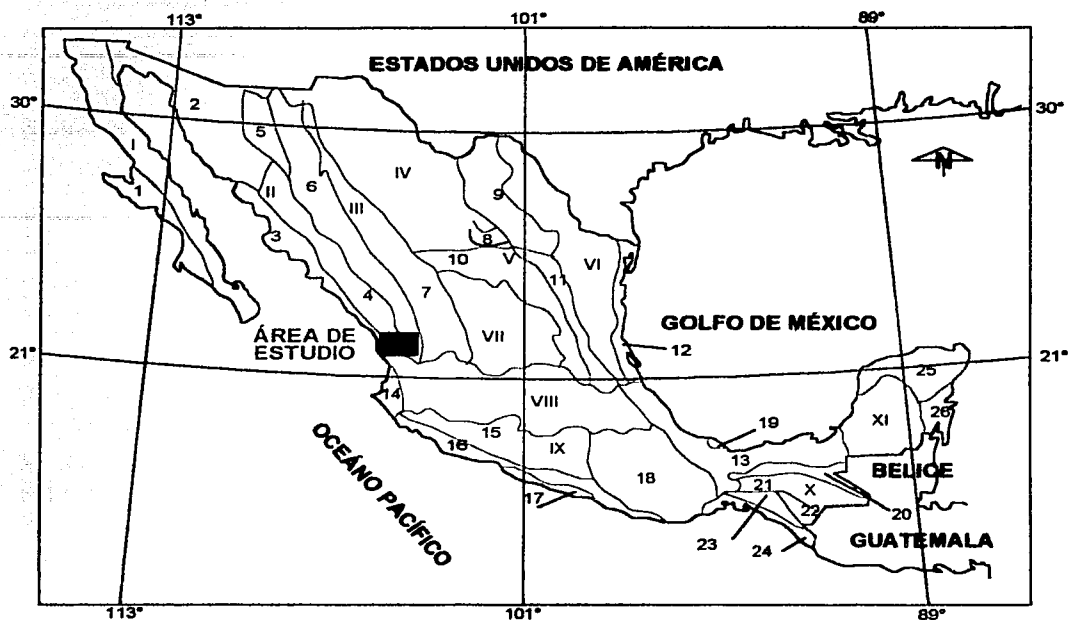 113°
101°
89°
ESTADOS UNIDOS DE AMÉRICA
30°
30°
2
I
1
5
II
6
III
IV
9
3
8
10
V
VI
11
4
7
N
ÁREA DE
ESTUDIO
VII
GOLFO DE MÉXICO
21°
21°
12
25
14
VIII
XI
26
15
16
IX
19
13
OCEÁNO PACÍFICO
18
17
21
X
22
BELICE
20
23
24
GUATEMALA
113°
101°
89°